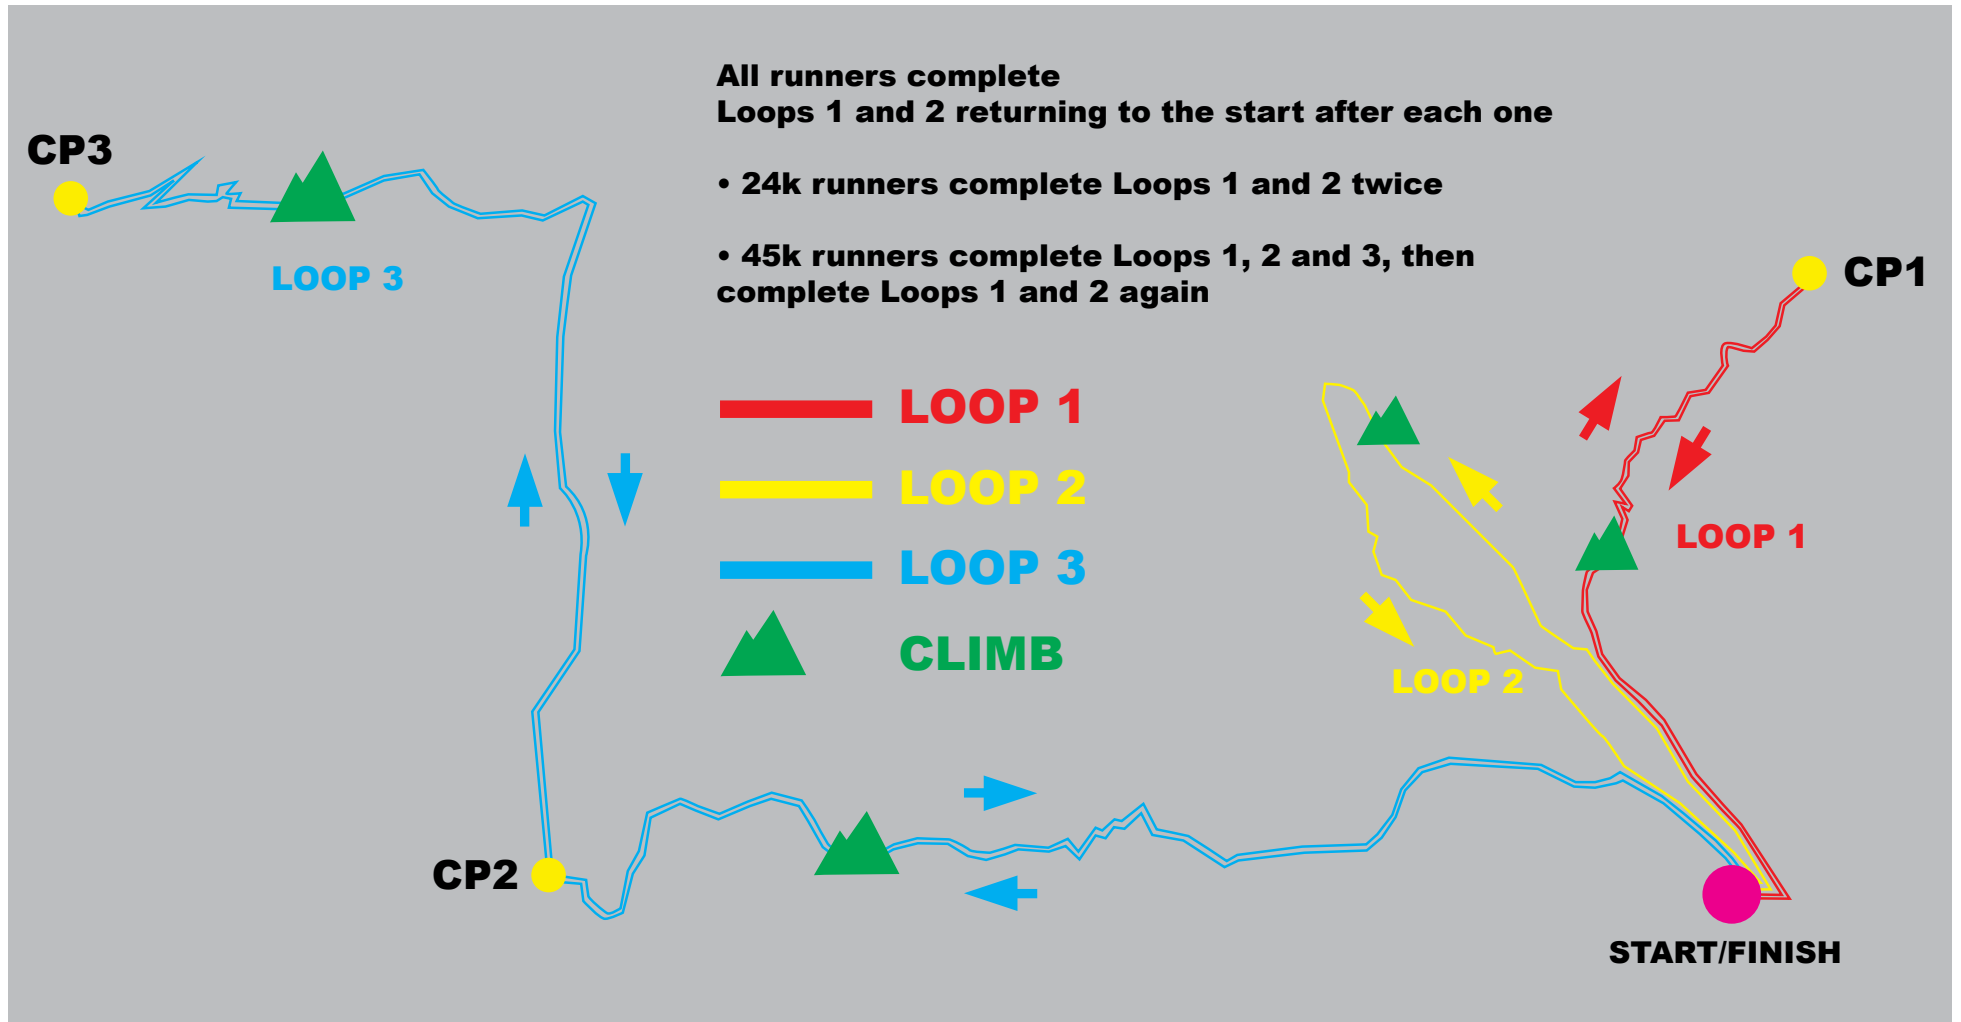 All runners complete
Loops 1 and 2 returning to the start after each one
• 24k runners complete Loops 1 and 2 twice
• 45k runners complete Loops 1, 2 and 3, then
complete Loops 1 and 2 again
CP3
LOOP 3
CP1
LOOP 1
LOOP 2
LOOP 3
CLIMB
LOOP 1
LOOP 2
CP2
START/FINISH